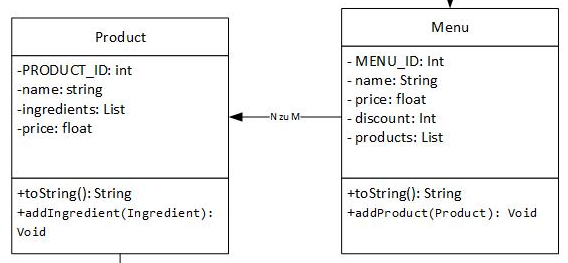 Product
-PRODUCT_ID: int
-name: string
-ingredients: List
-price: float
+toString(): String
+addIngredient(Ingredient):
Void
N zu M
Menu
- MENU_ID: Int
- name: String
- price: float
- discount: Int
- products: List
+toString(): String
+addProduct(Product): Void